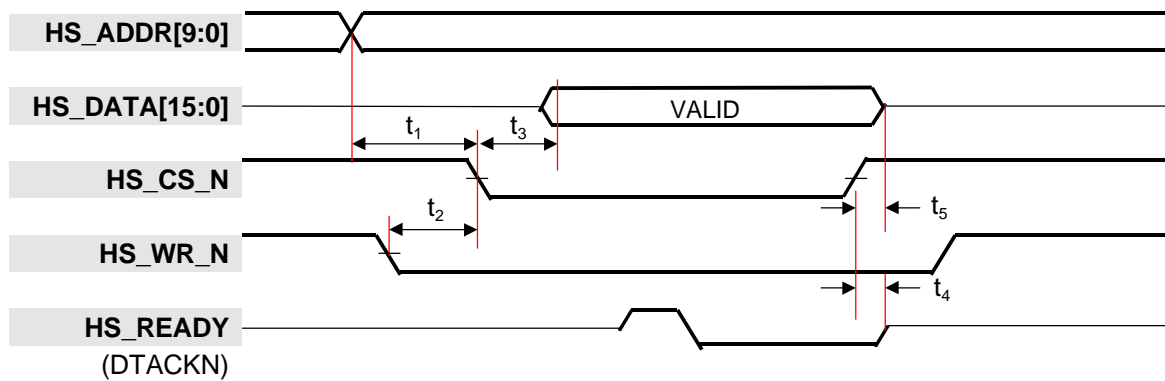 HS_ADDR[9:0]
HS_DATA[15:0]
VALID
t1
t3
HS_CS_N
t2
t5
HS_WR_N
t4
HS_READY
(DTACKN)